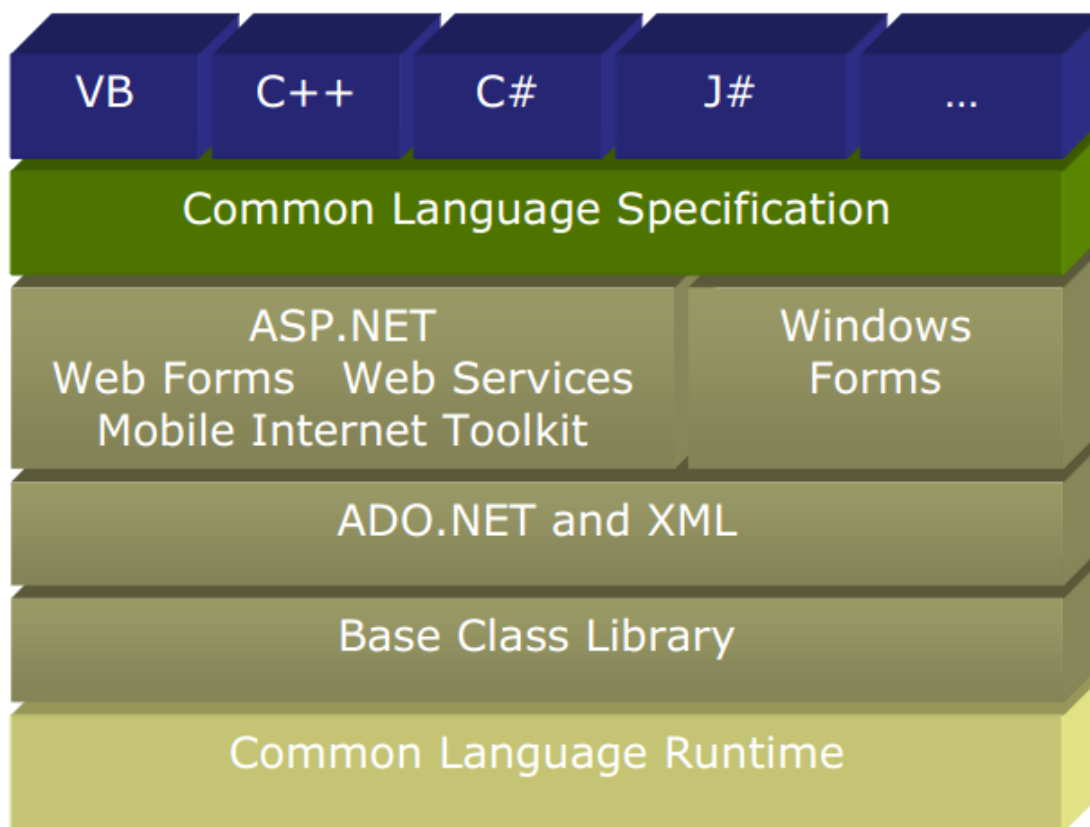 VB C++ C# J# ...
Common Language Specification
ASP.NET
Web Forms Web Services
Mobile Internet Toolkit
Windows
Forms
ADO.NET and XML
Base Class Library
Common Language Runtime